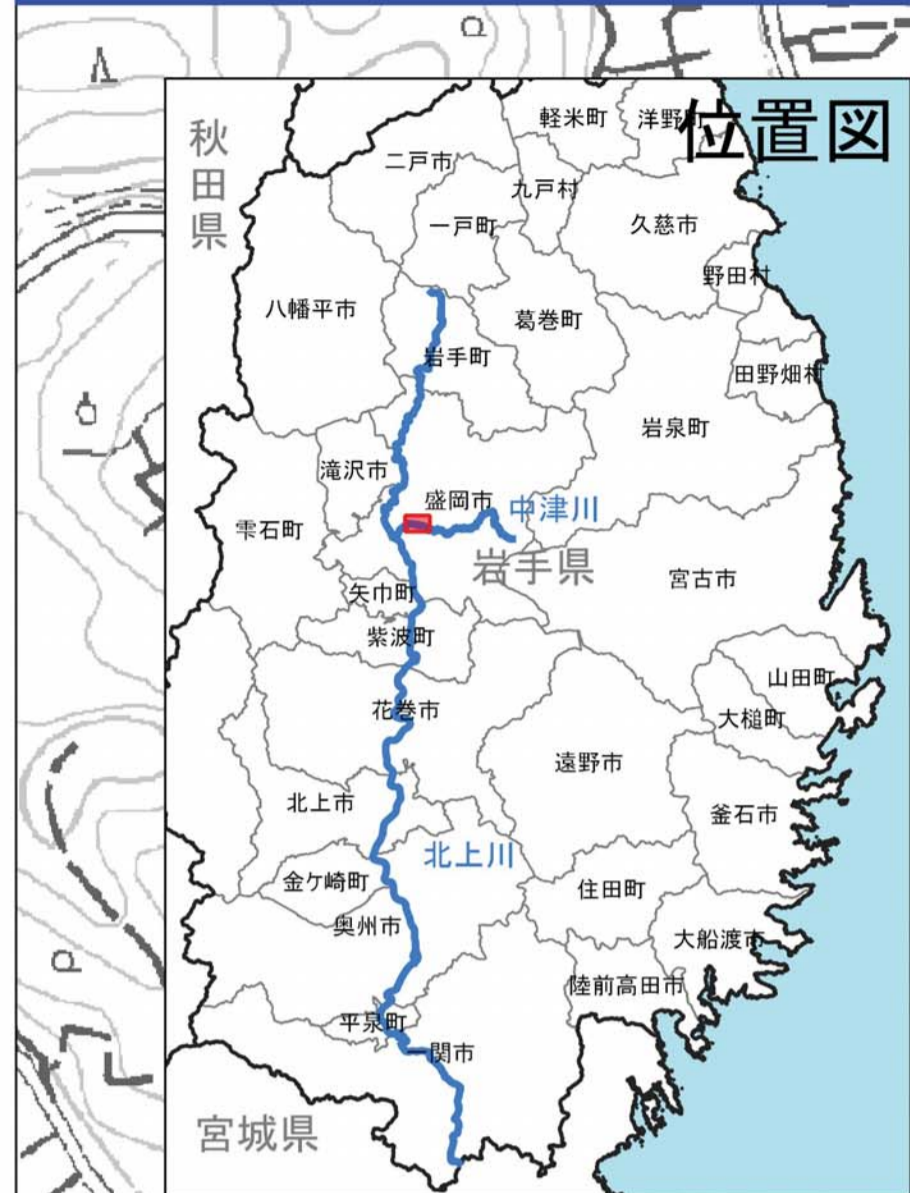 位置図
秋田県
軽米町
洋野町
二戸市
九戸村
一戸町
久慈市
野田村
八幡平市
葛巻町
岩手町
田野畑村
岩泉町
滝沢市
盛岡市
中津川
雫石町
岩手県
宮古市
矢巾町
紫波町
山田町
花巻市
大槌町
遠野市
北上市
釜石市
北上川
金ケ崎町
住田町
奥州市
大船渡市
陸前高田市
平泉町
一関市
宮城県